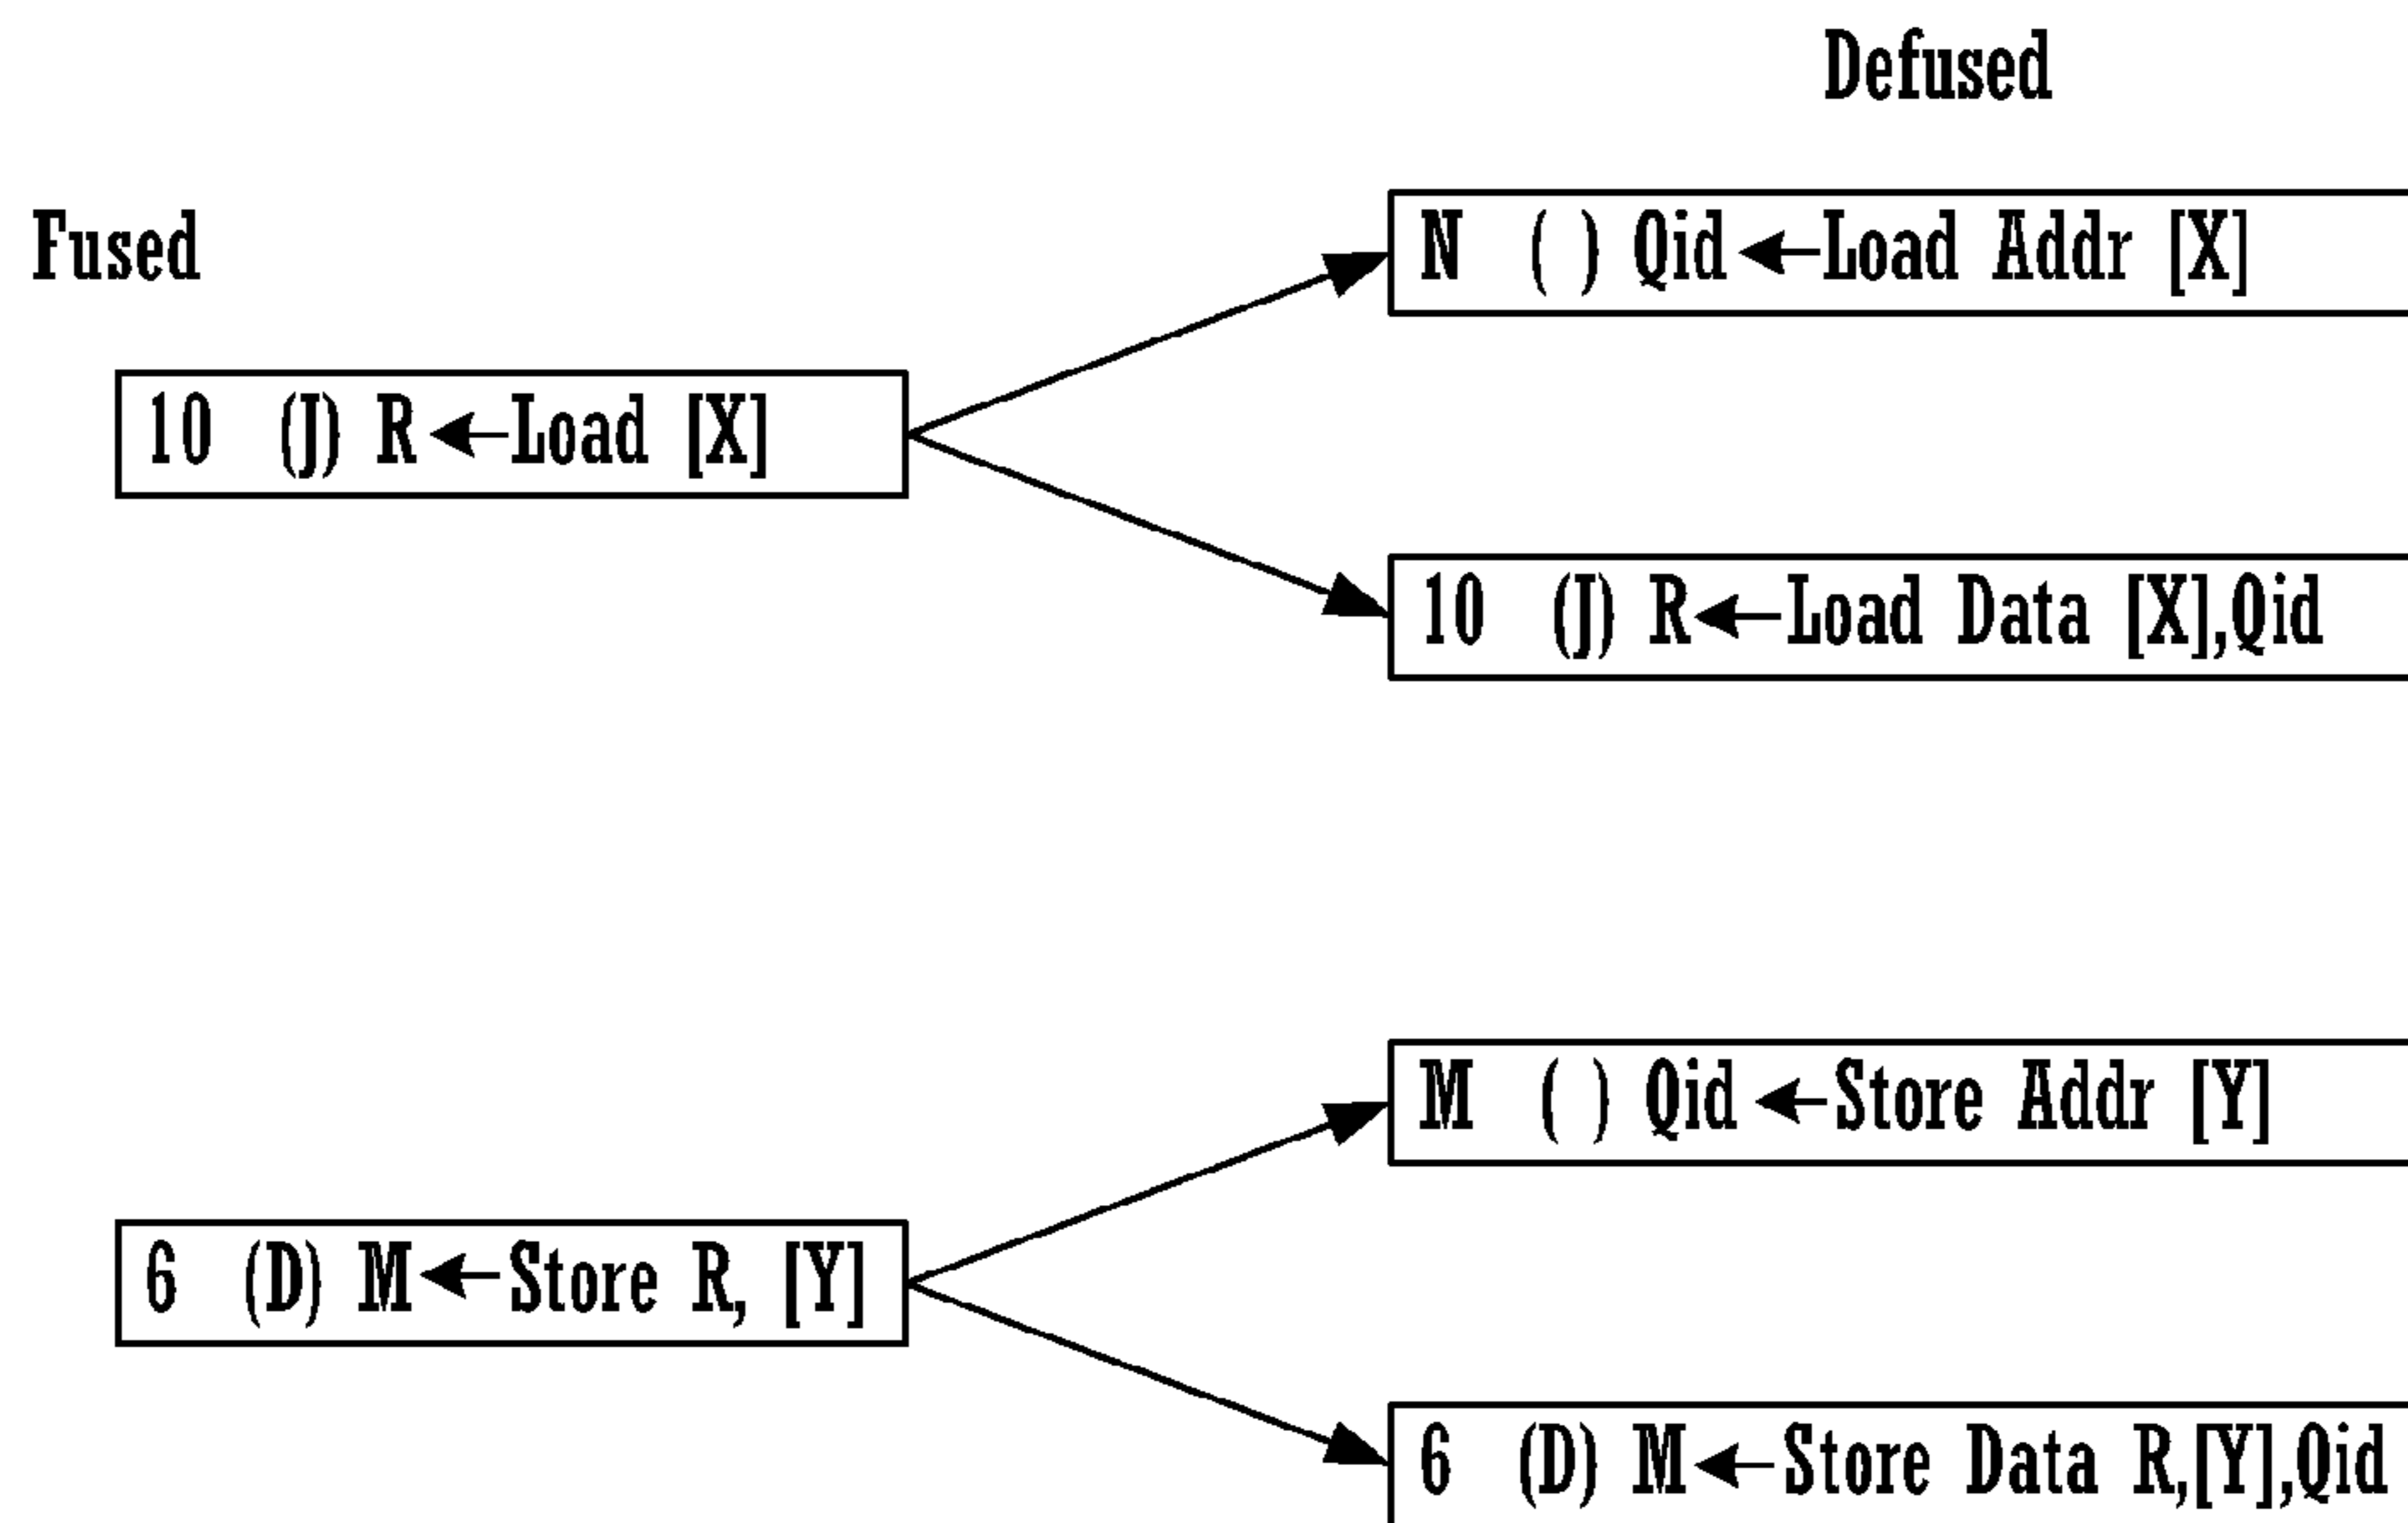 Defused
Fused
N ( ) Qid←Load Addr [X]
10 (J) R←Load [X]
10 (J) R←Load Data [X],Qid
M ( ) Qid←Store Addr [Y]
6 (D) M←Store R, [Y]
6 (D) M←Store Data R,[Y],Qid